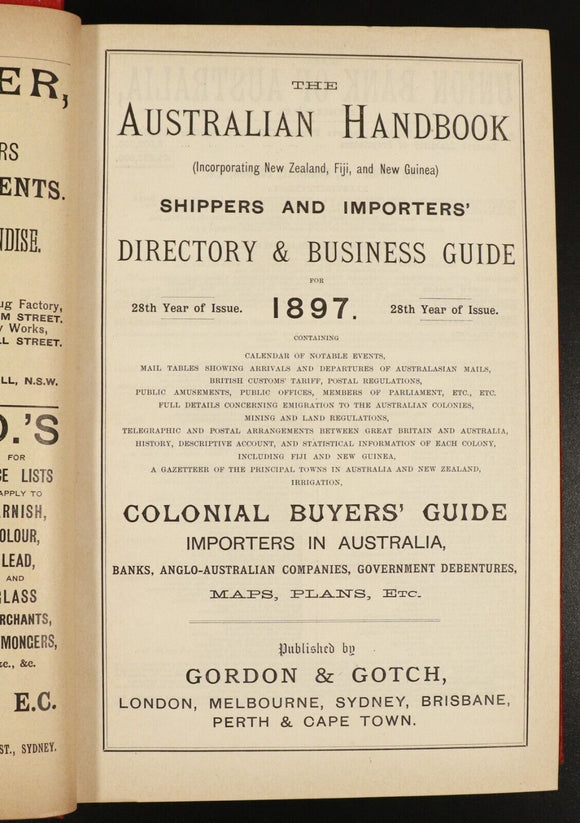 ER,
RS
ENTS.
NDISE.
ug Factory,
M STREET.
y Works,
LL STREET.
LL, N.S.W.
O.'S
FOR
CE LISTS
APPLY TO
RNISH,
OLOUR,
LEAD,
AND
GLASS
RCHANTS,
MONGERS,
&c., &c.
E.C.
ST., SYDNEY.
THE
AUSTRALIAN HANDBOOK
(Incorporating New Zealand, Fiji, and New Guinea)
SHIPPERS AND IMPORTERS'
DIRECTORY & BUSINESS GUIDE
FOR
28th Year of Issue. 1897. 28th Year of Issue.
CONTAINING
CALENDAR OF NOTABLE EVENTS,
MAIL TABLES SHOWING ARRIVALS AND DEPARTURES OF AUSTRALASIAN MAILS,
BRITISH CUSTOMS' TARIFF, POSTAL REGULATIONS,
PUBLIC AMUSEMENTS, PUBLIC OFFICES, MEMBERS OF PARLIAMENT, ETC., ETC.
FULL DETAILS CONCERNING EMIGRATION TO THE AUSTRALIAN COLONIES,
MINING AND LAND REGULATIONS,
TELEGRAPHIC AND POSTAL ARRANGEMENTS BETWEEN GREAT BRITAIN AND AUSTRALIA,
HISTORY, DESCRIPTIVE ACCOUNT, AND STATISTICAL INFORMATION OF EACH COLONY,
INCLUDING FIJI AND NEW GUINEA,
A GAZETTEER OF THE PRINCIPAL TOWNS IN AUSTRALIA AND NEW ZEALAND,
IRRIGATION,
COLONIAL BUYERS' GUIDE
IMPORTERS IN AUSTRALIA,
BANKS, ANGLO-AUSTRALIAN COMPANIES, GOVERNMENT DEBENTURES,
MAPS, PLANS, ETC.
Published by
GORDON & GOTCH,
LONDON, MELBOURNE, SYDNEY, BRISBANE,
PERTH & CAPE TOWN.